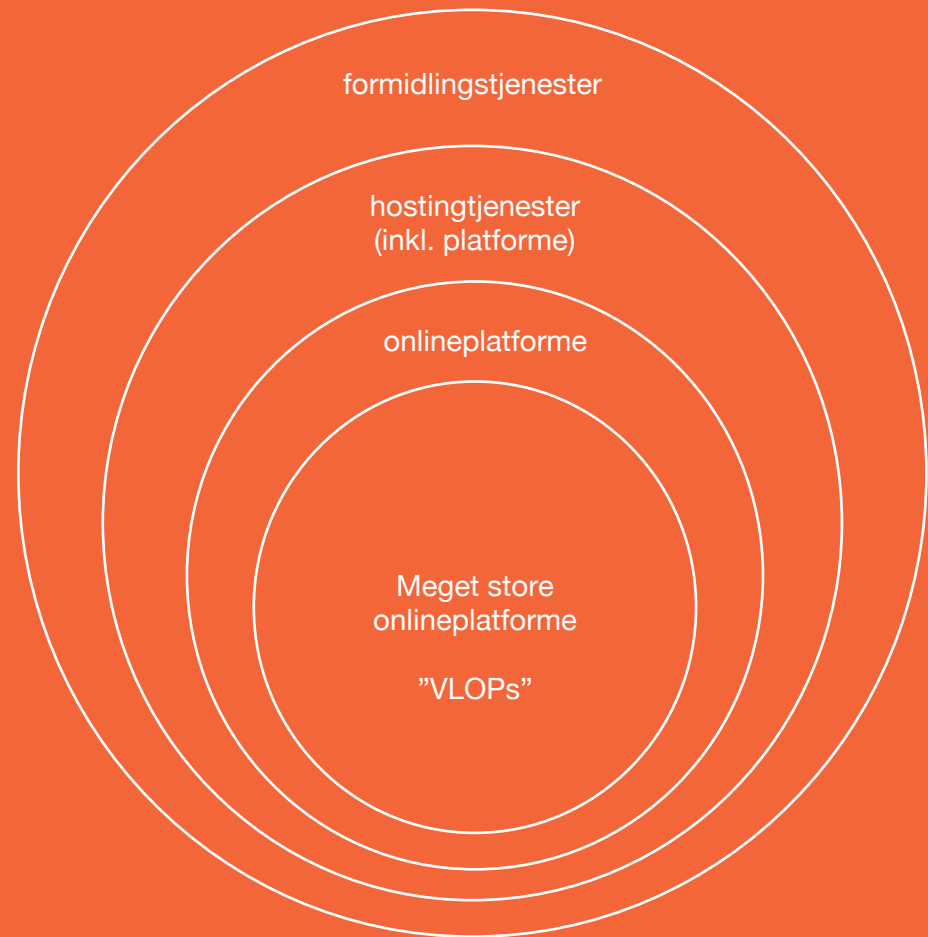 formidlingstjenester
hostingtjenester
(inkl. platforme)
onlineplatforme
Meget store
onlineplatforme
”VLOPs”